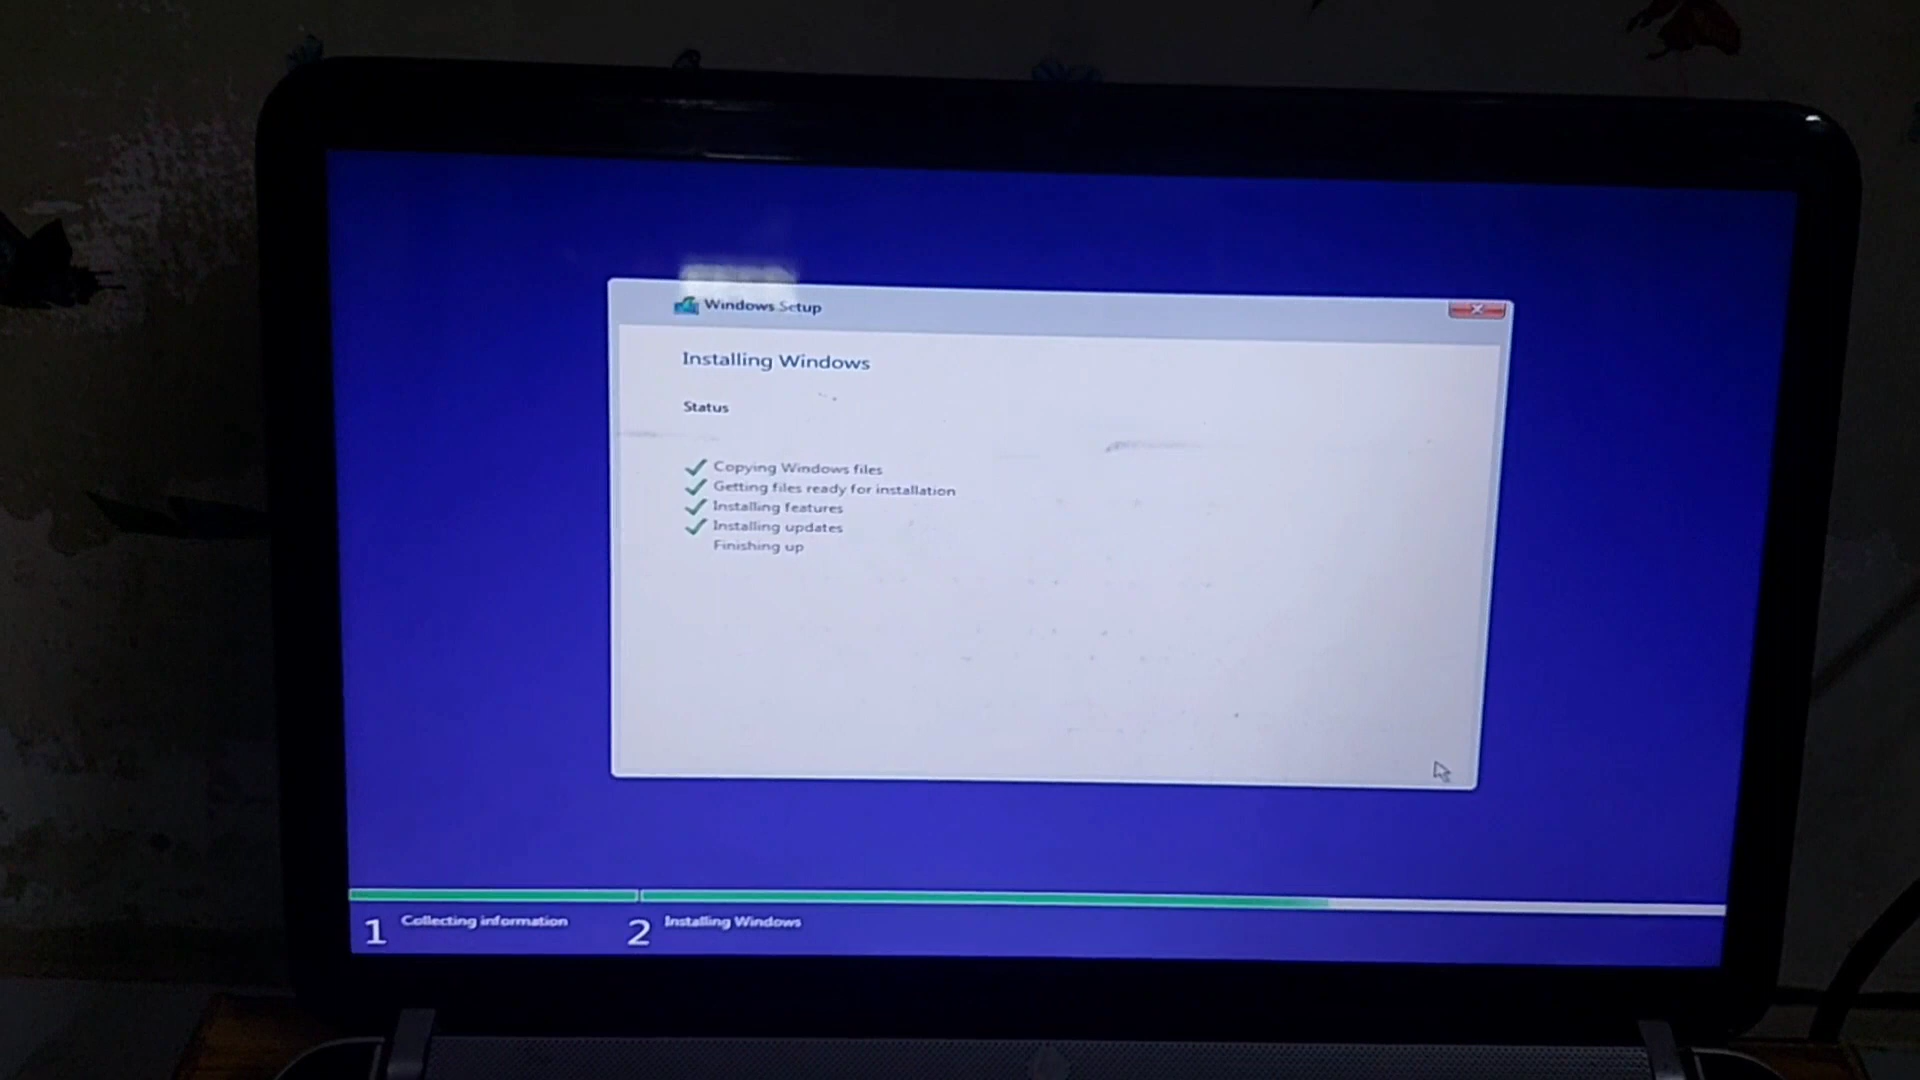 Windows Setup
Installing Windows
Status
Copying Windows files
Getting files ready for installation
Installing features
Installing updates
Finishing up
1 Collecting information
2 Installing Windows